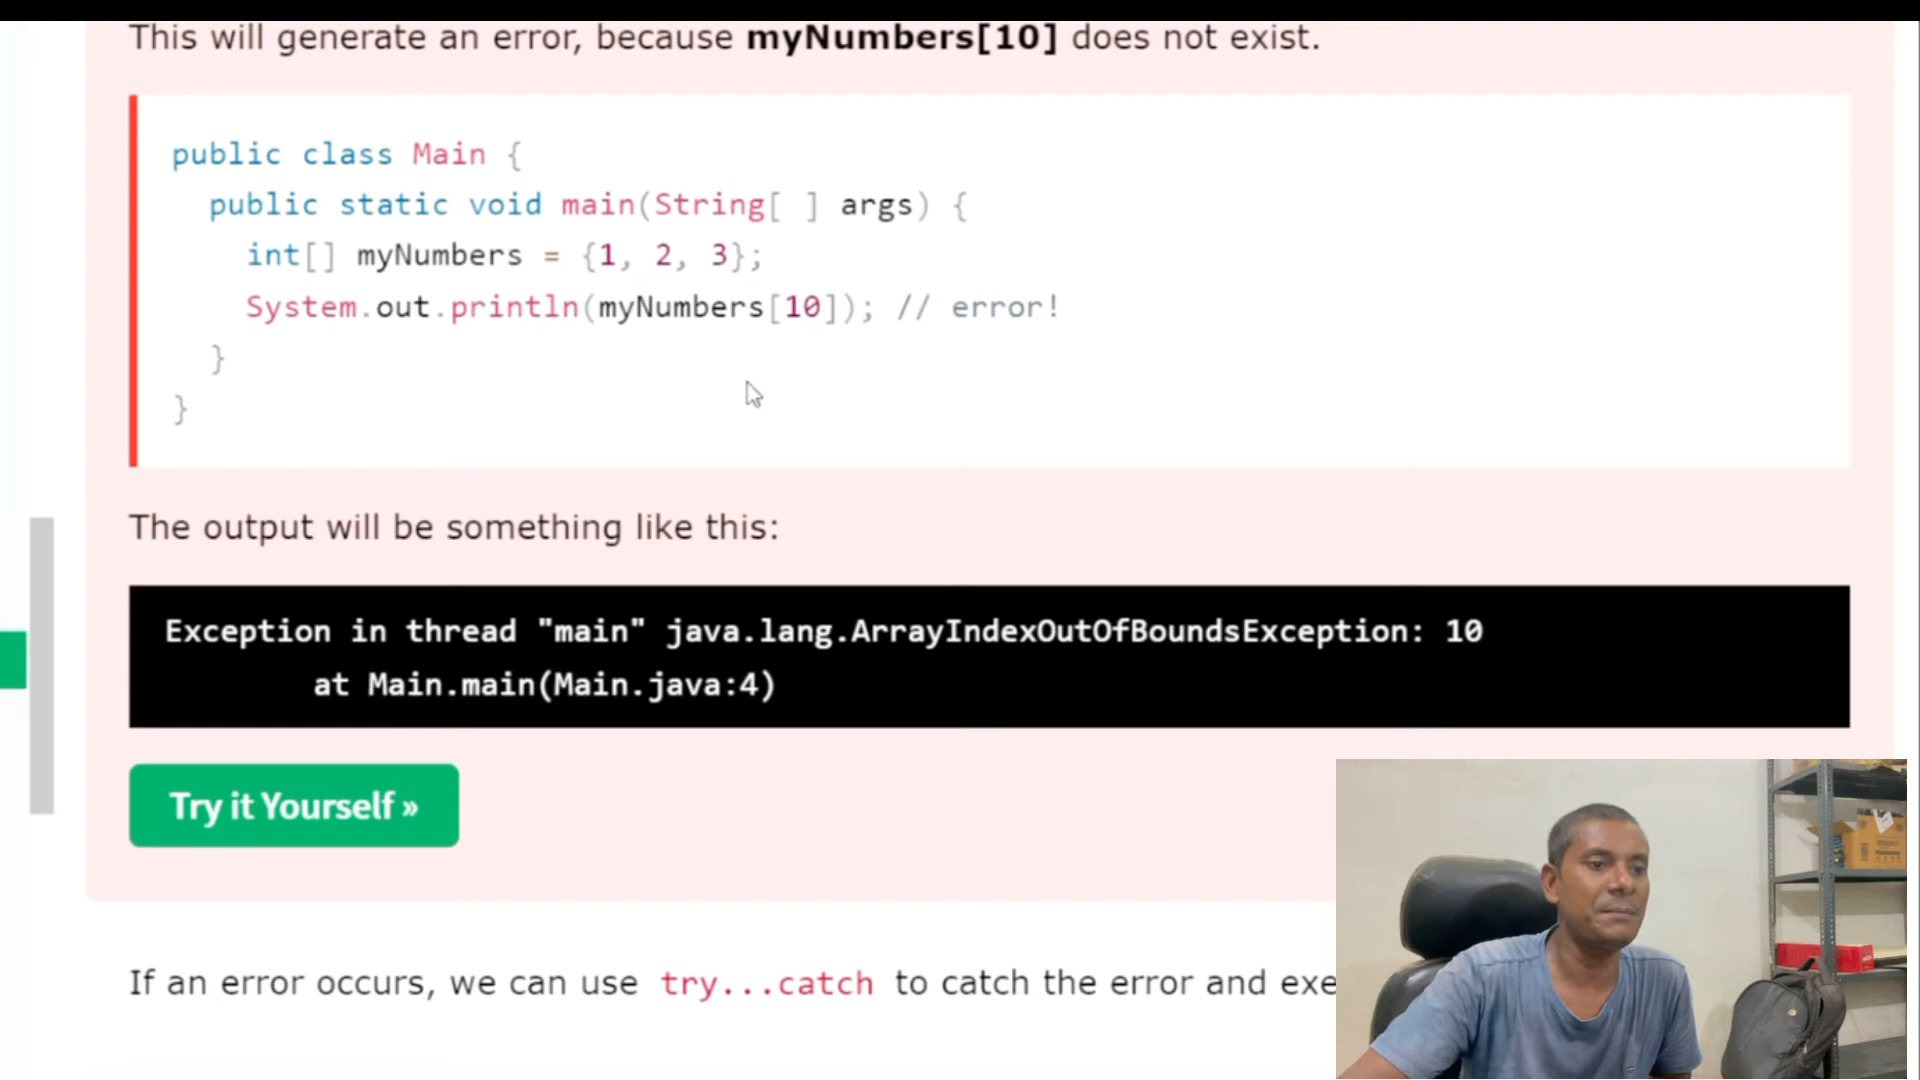 This will generate an error, because myNumbers[10] does not exist.
public class Main {
public static void main(String[ ] args) {
int[] myNumbers = {1, 2, 3};
System.out.println(myNumbers[10]); // error!
}
}
The output will be something like this:
Exception in thread "main" java.lang.ArrayIndexOutOfBoundsException: 10
at Main.main(Main.java:4)
Try it Yourself »
If an error occurs, we can use try...catch to catch the error and exe